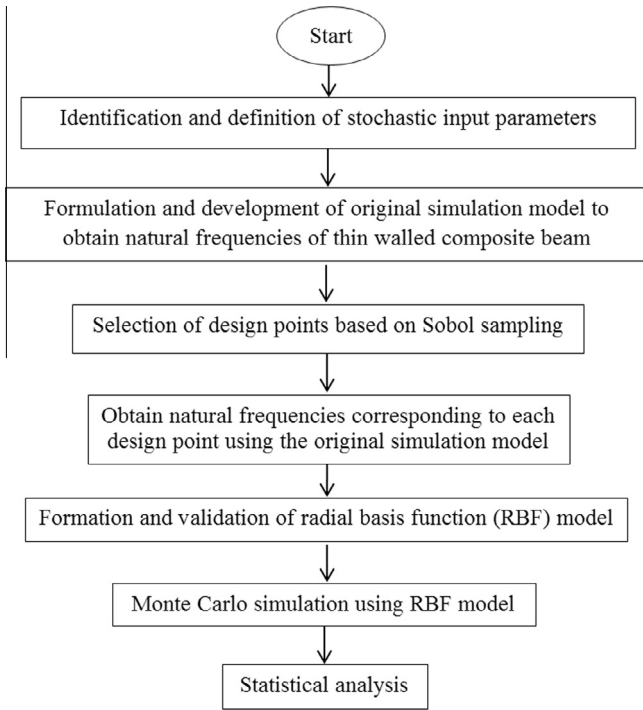 Start
Identification and definition of stochastic input parameters
Formulation and development of original simulation model to
obtain natural frequencies of thin walled composite beam
Selection of design points based on Sobol sampling
Obtain natural frequencies corresponding to each
design point using the original simulation model
Formation and validation of radial basis function (RBF) model
Monte Carlo simulation using RBF model
Statistical analysis